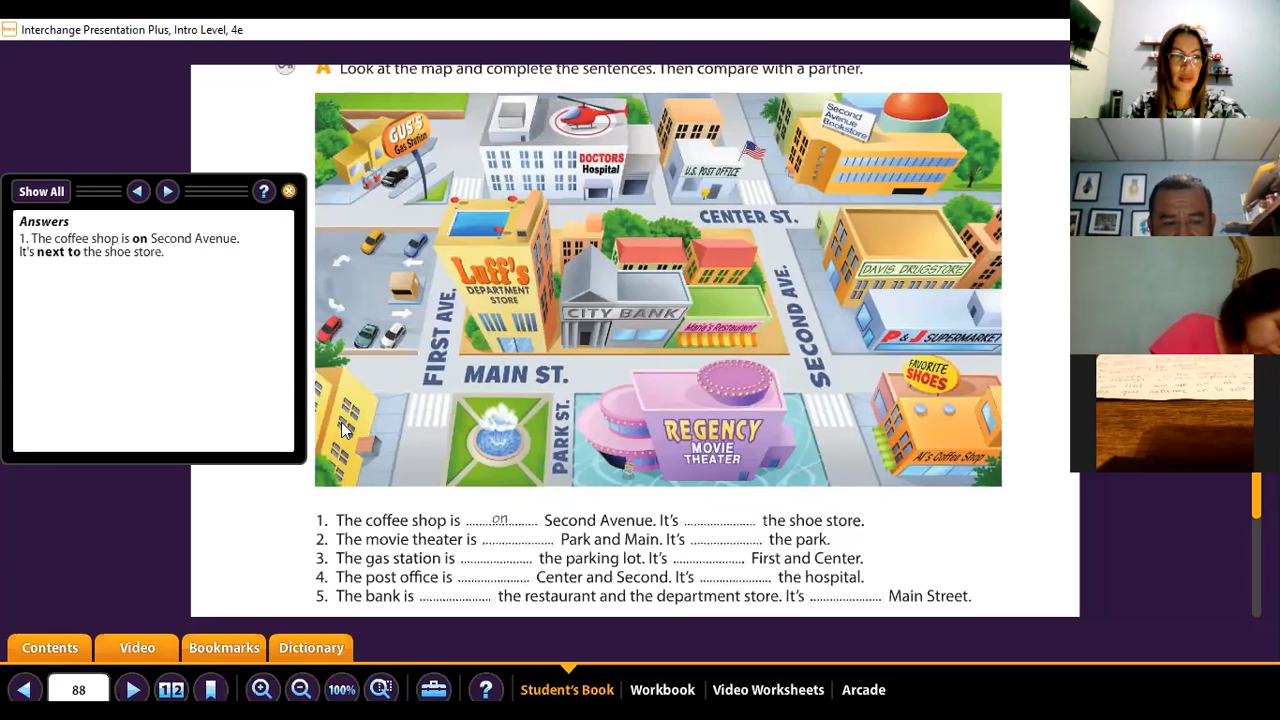 Interchange Presentation Plus, Intro Level, 4e
A Look at the map and complete the sentences. Then compare with a partner.
GUS'S
Gas Station
DOCTORS
Hospital
U.S. POST OFFICE
Second
Avenue
Bookstore
CENTER ST.
Luff's
DEPARTMENT
STORE
CITY BANK
Maria's Restaurant
DAVIS DRUGSTORE
P & J SUPERMARKET
FIRST AVE.
SECOND AVE.
MAIN ST.
PARK ST.
REGENCY
MOVIE
THEATER
FAVORITE
SHOES
Al's Coffee Shop
Show All
?
Answers
1. The coffee shop is on Second Avenue.
It's next to the shoe store.
1. The coffee shop is ........on........ Second Avenue. It's .................... the shoe store.
2. The movie theater is .................... Park and Main. It's .................... the park.
3. The gas station is .................... the parking lot. It's .................... First and Center.
4. The post office is .................... Center and Second. It's .................... the hospital.
5. The bank is .................... the restaurant and the department store. It's .................... Main Street.
Contents Video Bookmarks Dictionary
88 1 2 100% ? Student's Book Workbook Video Worksheets Arcade